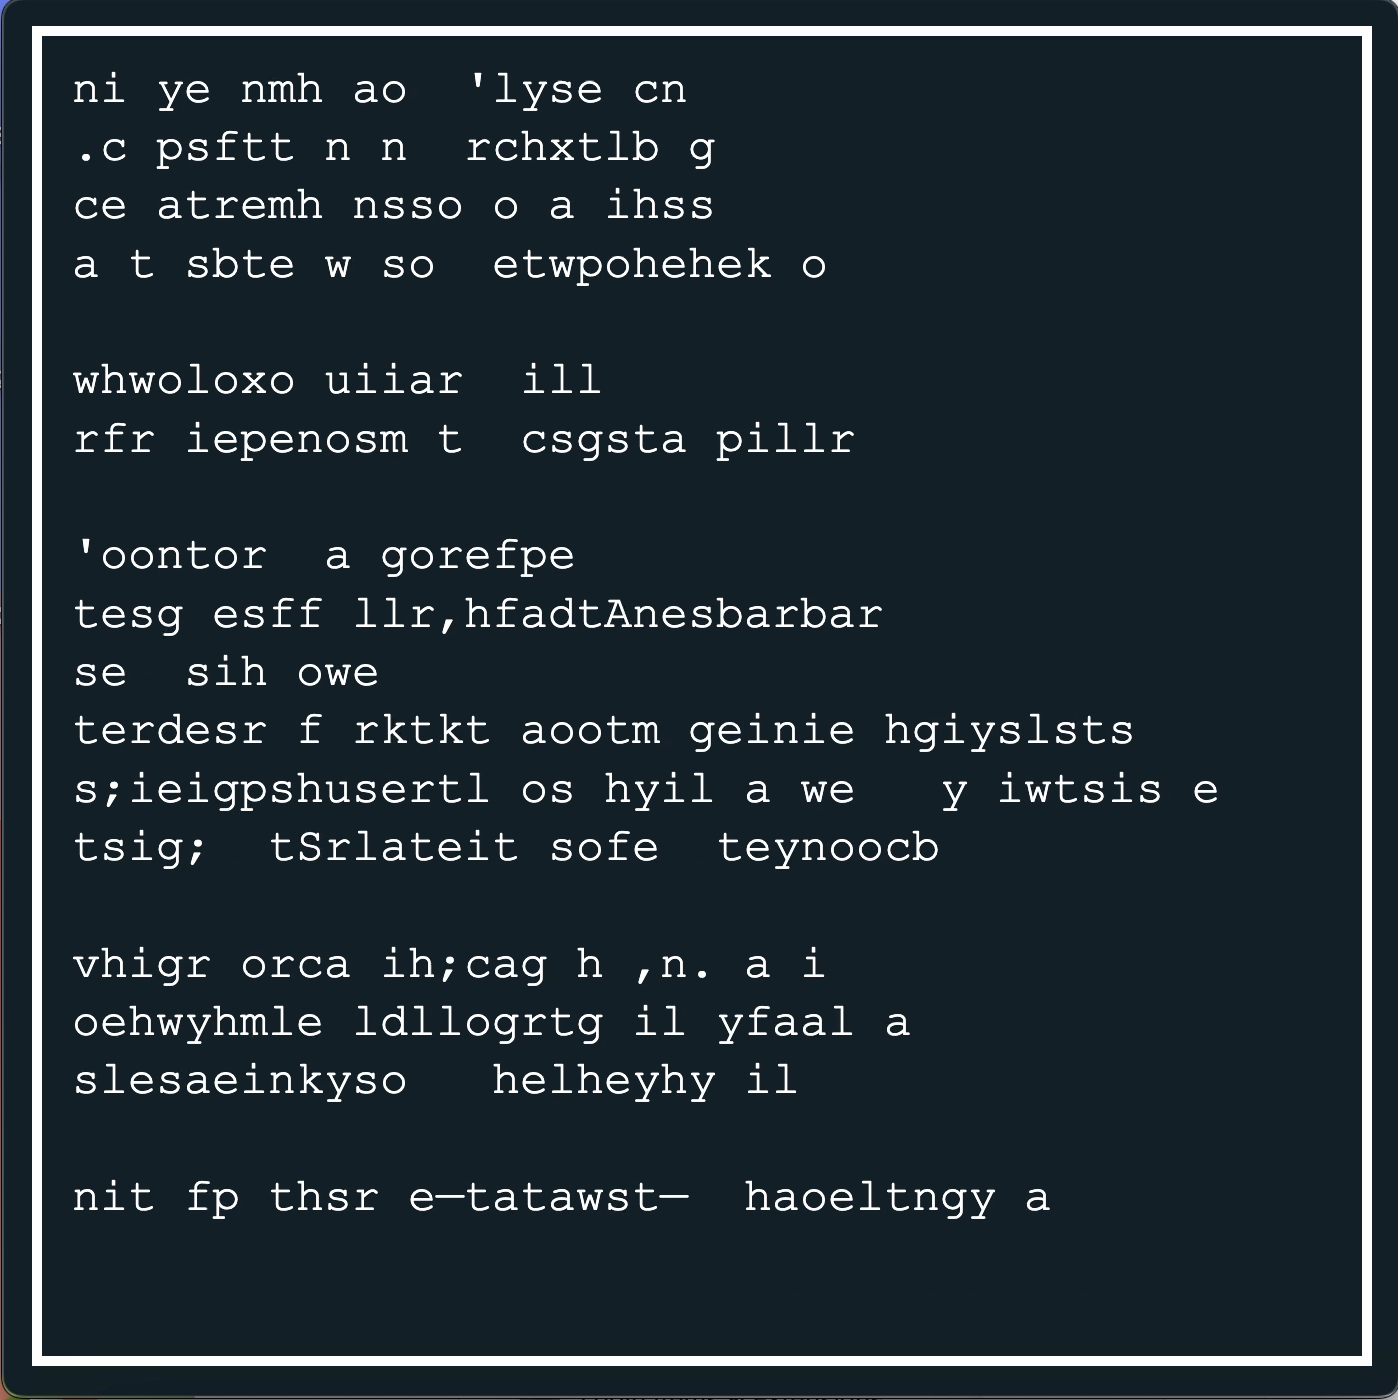 ni ye nmh ao  'lyse cn
.c psftt n n  rchxtlb g
ce atremh nsso o a ihss
a t sbte w so  etwpohehek o
whwoloxo uiiar  ill
rfr iepenosm t  csgsta pillr
'oontor  a gorefpe
tesg esff llr,hfadtAnesbarbar
se  sih owe
terdesr f rktkt aootm geinie hgiyslsts
s;ieigpshusertl os hyil a we   y iwtsis e
tsig;  tSrlateit sofe  teynoocb
vhigr orca ih;cag h ,n. a i
oehwyhmle ldllogrtg il yfaal a
slesaeinkyso   helheyhy il
nit fp thsr e—tatawst—  haoeltngy a